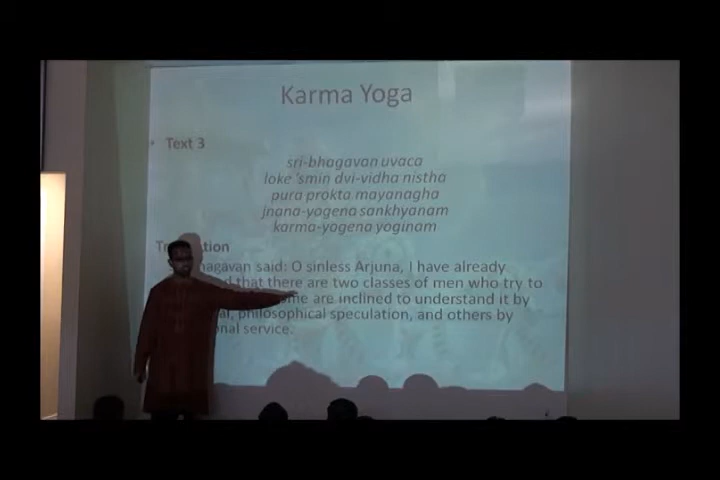 Karma Yoga
• Text 3
sri-bhagavan uvaca
loke 'smin dvi-vidha nistha
pura prokta mayanagha
jnana-yogena sankhyanam
karma-yogena yoginam
hagavan said: O sinless Arjuna, I have already
that there are two classes of men who try to
are inclined to understand it by
philosophical speculation, and others by
service.